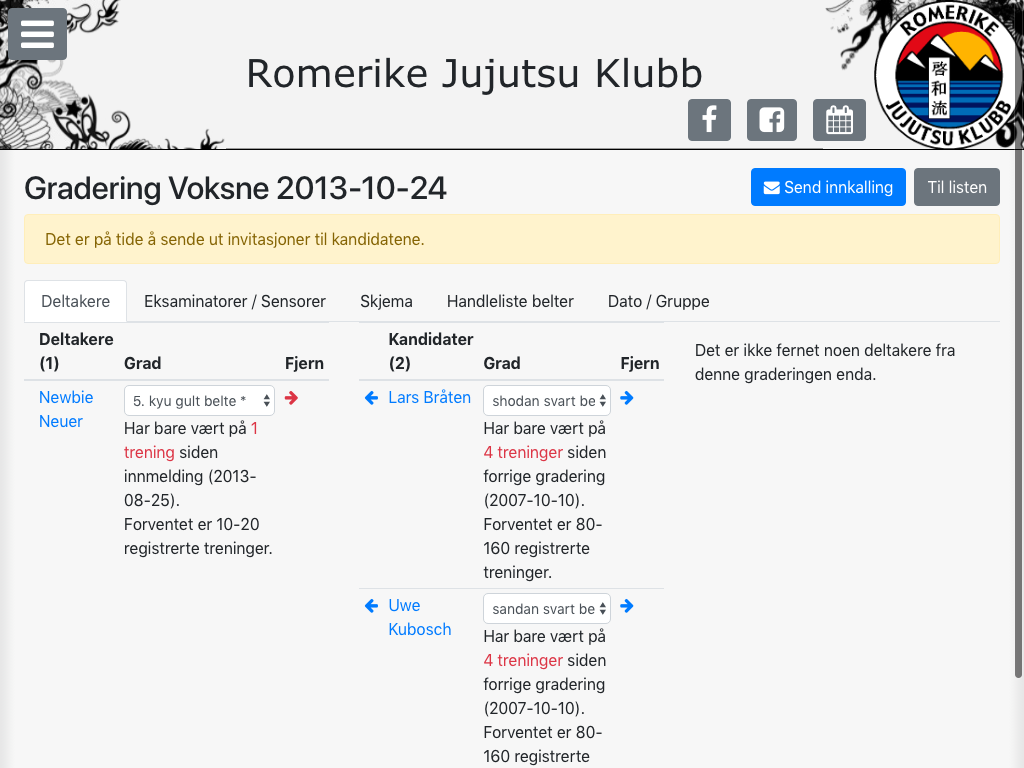 Romerike Jujutsu Klubb
ROMERIKE
啓和流
JUJUTSU KLUBB
Gradering Voksne 2013-10-24
Send innkalling
Til listen
Det er på tide å sende ut invitasjoner til kandidatene.
Deltakere
Eksaminatorer / Sensorer
Skjema
Handleliste belter
Dato / Gruppe
Deltakere
(1)
Grad
Fjern
Newbie
Neuer
5. kyu gult belte *
Har bare vært på 1
trening siden
innmelding (2013-
08-25).
Forventet er 10-20
registrerte treninger.
Kandidater
(2)
Grad
Fjern
Lars Bråten
shodan svart be
Har bare vært på
4 treninger siden
forrige gradering
(2007-10-10).
Forventet er 80-
160 registrerte
treninger.
Uwe
Kubosch
sandan svart be
Har bare vært på
4 treninger siden
forrige gradering
(2007-10-10).
Forventet er 80-
160 registrerte
Det er ikke fernet noen deltakere fra
denne graderingen enda.